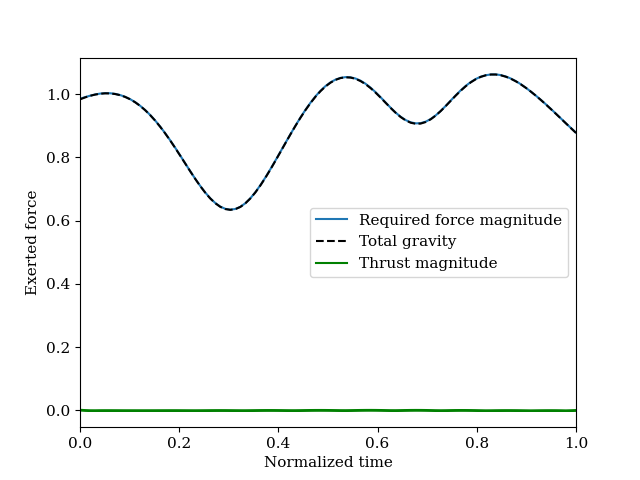 1.0
0.8
0.6
0.4
0.2
0.0
Exerted force
Required force magnitude
Total gravity
Thrust magnitude
0.0 0.2 0.4 0.6 0.8 1.0
Normalized time